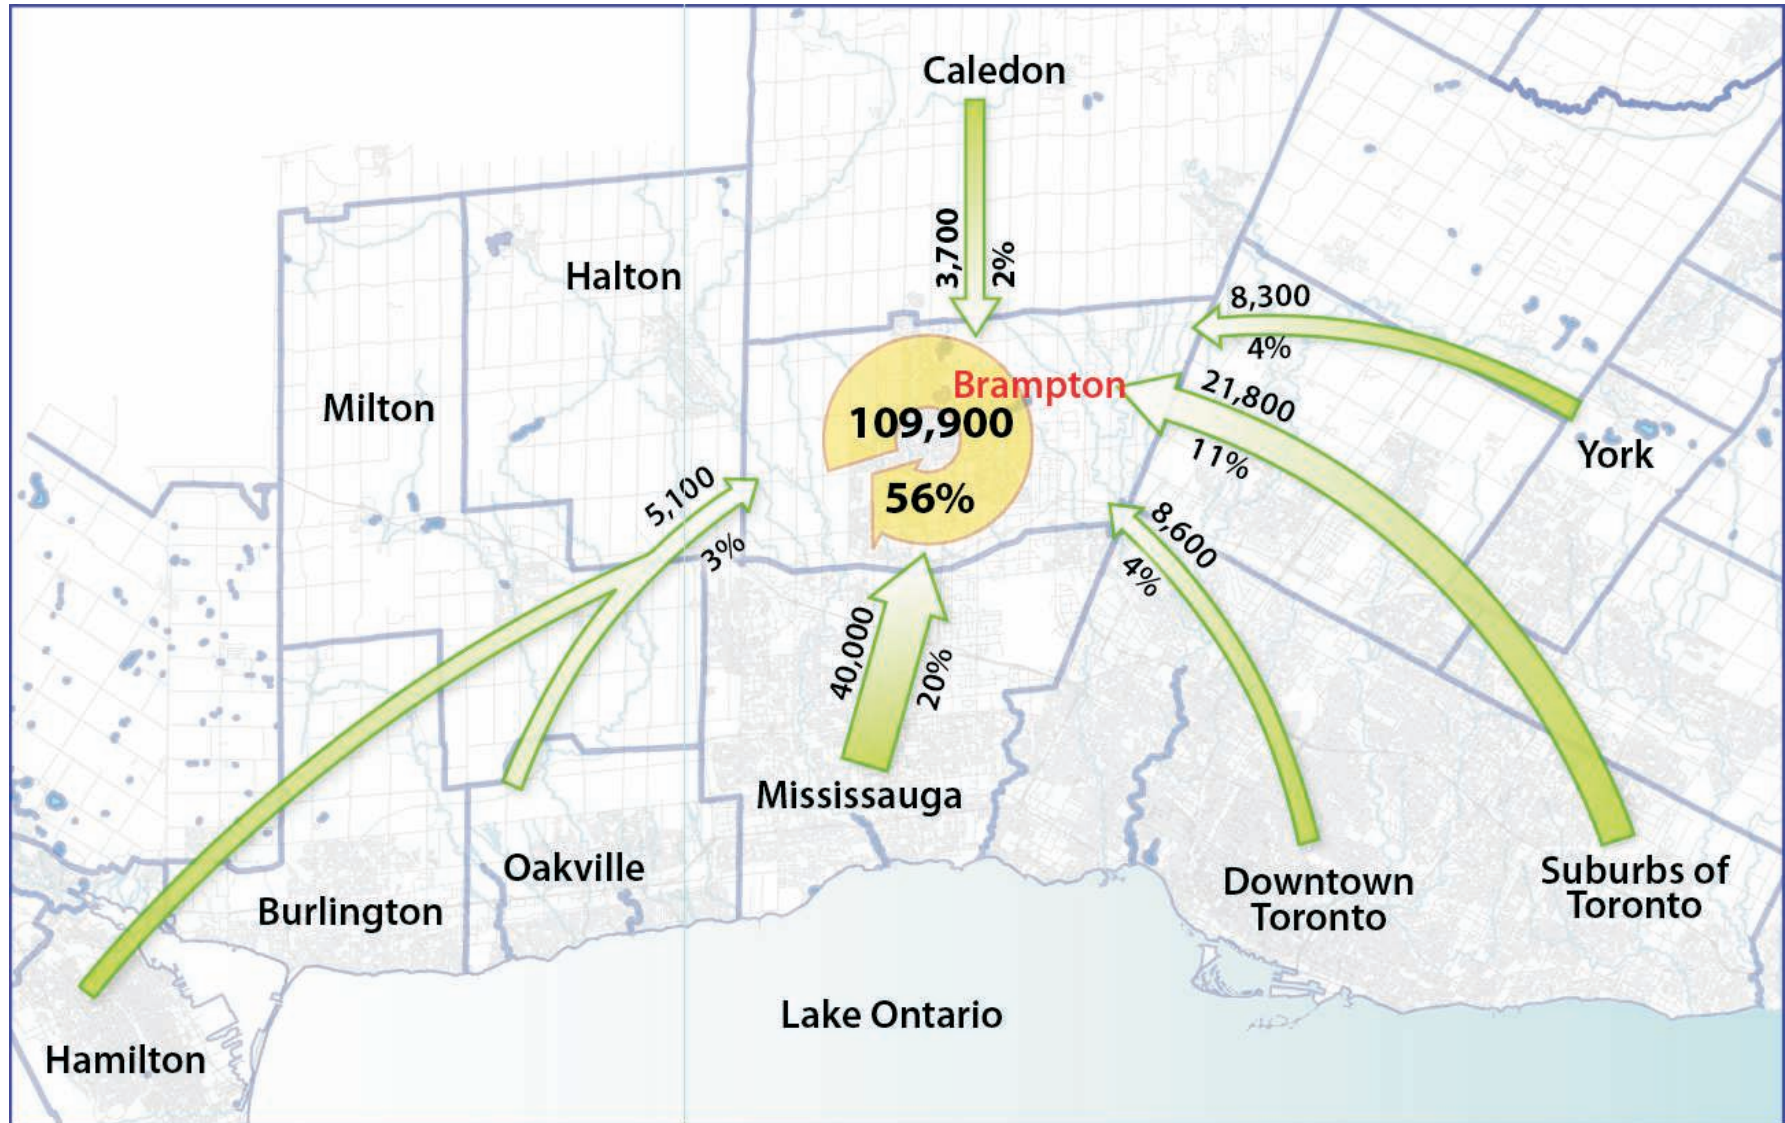 Caledon
3,700
2%
Halton
8,300
4%
Brampton
21,800
Milton
109,900
11%
York
5,100
56%
3%
8,600
4%
40,000
20%
Mississauga
Oakville
Suburbs of
Toronto
Downtown
Toronto
Burlington
Lake Ontario
Hamilton